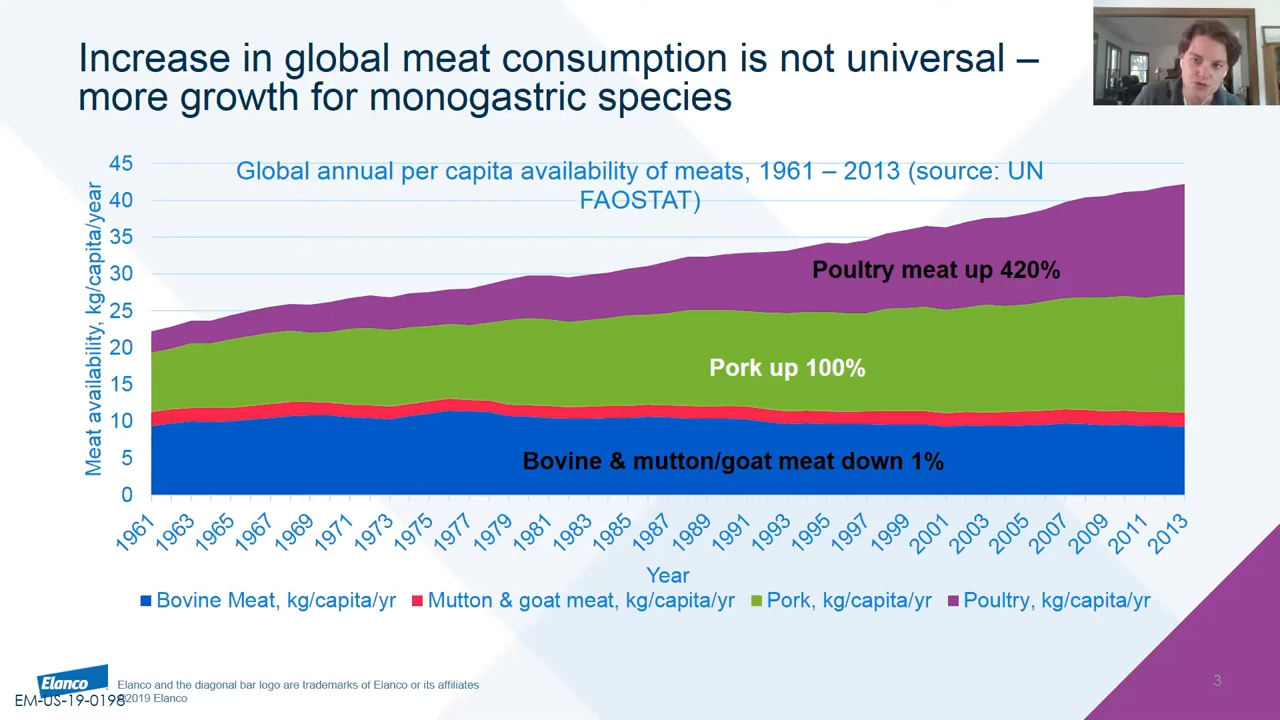 Increase in global meat consumption is not universal –
more growth for monogastric species
Global annual per capita availability of meats, 1961 – 2013 (source: UN
FAOSTAT)
Meat availability, kg/capita/year
45
40
35
30
25
20
15
10
5
0
Poultry meat up 420%
Pork up 100%
Bovine & mutton/goat meat down 1%
1961
1963
1965
1967
1969
1971
1973
1975
1977
1979
1981
1983
1985
1987
1989
1991
1993
1995
1997
1999
2001
2003
2005
2007
2009
2011
2013
Year
Bovine Meat, kg/capita/yr
Mutton & goat meat, kg/capita/yr
Pork, kg/capita/yr
Poultry, kg/capita/yr
Elanco
Elanco and the diagonal bar logo are trademarks of Elanco or its affiliates
©2019 Elanco
EM-US-19-0198
3